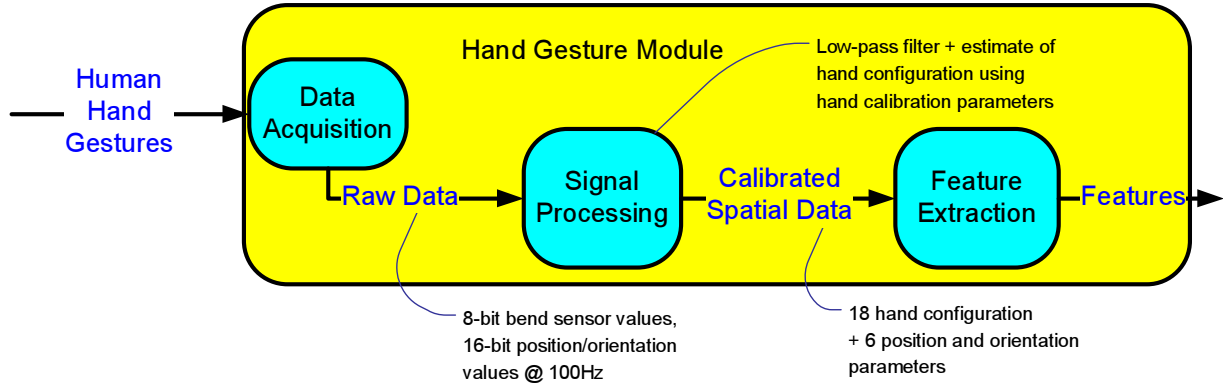 Hand Gesture Module
Low-pass filter + estimate of
hand configuration using
hand calibration parameters
Human
Hand
Gestures
Data
Acquisition
Raw Data
Signal
Processing
Calibrated
Spatial Data
Feature
Extraction
Features
8-bit bend sensor values,
16-bit position/orientation
values @ 100Hz
18 hand configuration
+ 6 position and orientation
parameters